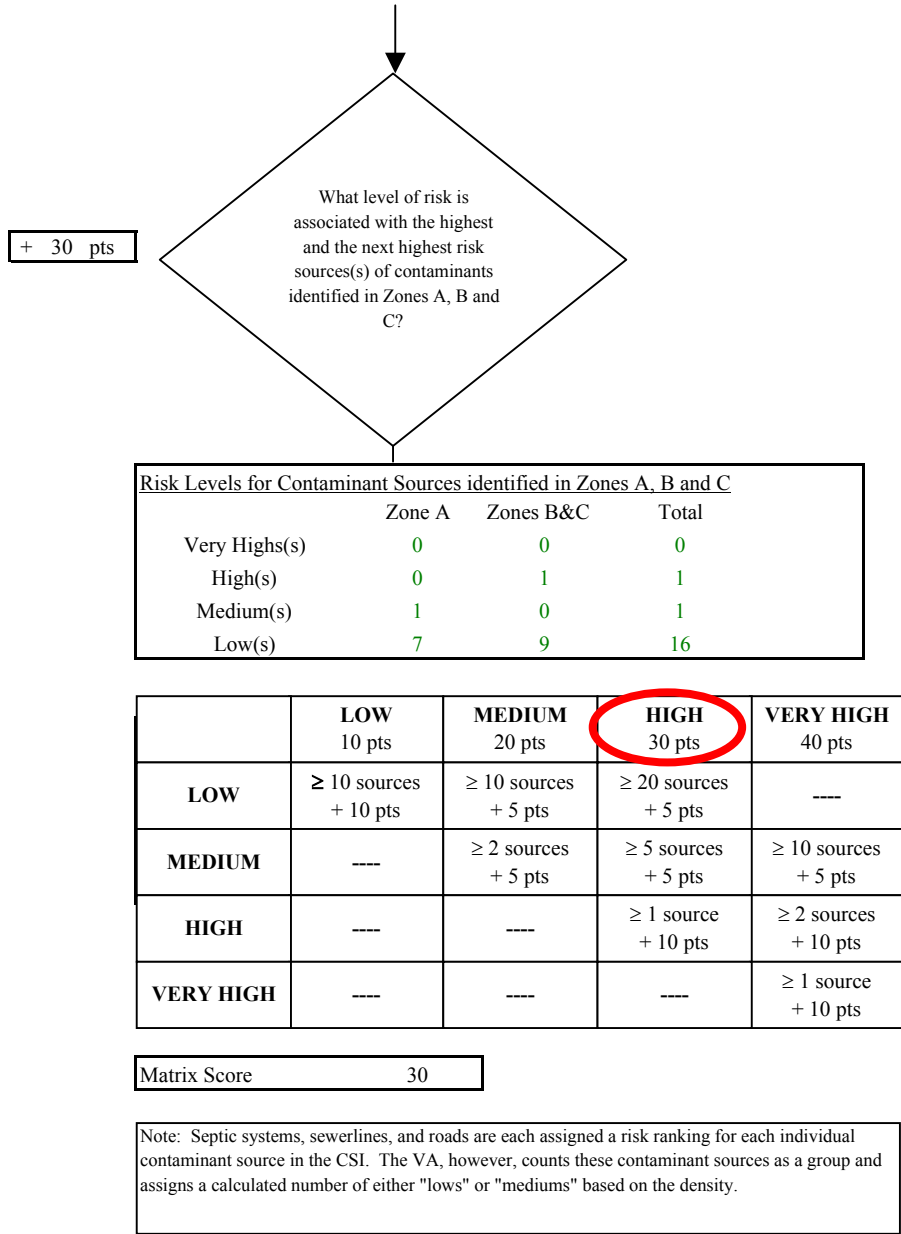 What level of risk is
associated with the highest
and the next highest risk
sources(s) of contaminants
identified in Zones A, B and
C?
+ 30 pts
Risk Levels for Contaminant Sources identified in Zones A, B and C
Zone A Zones B&C Total
Very Highs(s) 0 0 0
High(s) 0 1 1
Medium(s) 1 0 1
Low(s) 7 9 16
LOW MEDIUM HIGH VERY HIGH
10 pts 20 pts 30 pts 40 pts
LOW ≥ 10 sources ≥ 10 sources ≥ 20 sources ----
+ 10 pts + 5 pts + 5 pts
MEDIUM ---- ≥ 2 sources ≥ 5 sources ≥ 10 sources
+ 5 pts + 5 pts + 5 pts
HIGH ---- ---- ≥ 1 source ≥ 2 sources
+ 10 pts + 10 pts
VERY HIGH ---- ---- ---- ≥ 1 source
+ 10 pts
Matrix Score 30
Note: Septic systems, sewerlines, and roads are each assigned a risk ranking for each individual
contaminant source in the CSI. The VA, however, counts these contaminant sources as a group and
assigns a calculated number of either "lows" or "mediums" based on the density.